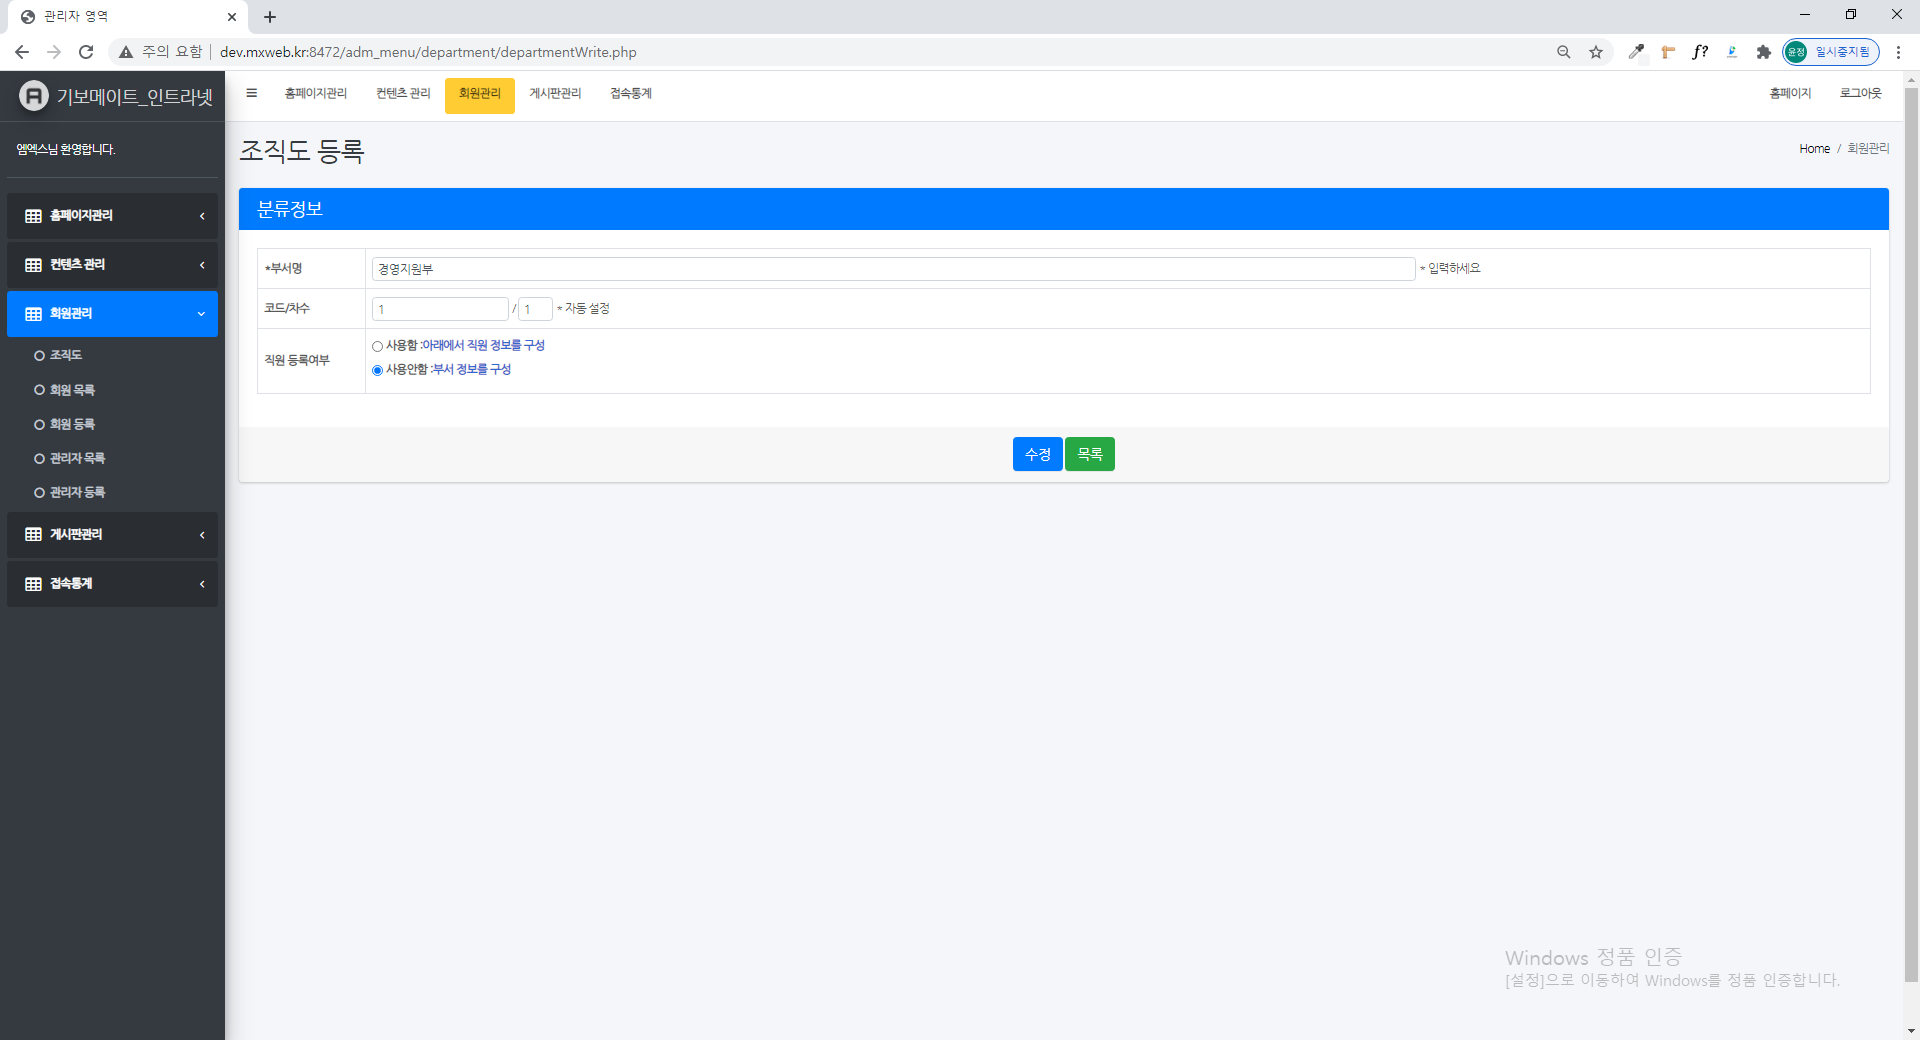 관리자 영역
주의 요함 dev.mxweb.kr:8472/adm_menu/department/departmentWrite.php
f?
윤정 일시중지됨
A 기보메이트_인트라넷
홈페이지관리 컨텐츠 관리 회원관리 게시판관리 접속통계
홈페이지 로그아웃
엠엑스님 환영합니다.
조직도 등록
Home / 회원관리
홈페이지관리
컨텐츠 관리
회원관리
조직도
회원 목록
회원 등록
관리자 목록
관리자 등록
게시판관리
접속통계
분류정보
*부서명 경영지원부 * 입력하세요
코드/차수 1 / 1 * 자동 설정
직원 등록여부 사용함 :아래에서 직원 정보를 구성
사용안함 :부서 정보를 구성
수정 목록
Windows 정품 인증
[설정]으로 이동하여 Windows를 정품 인증합니다.